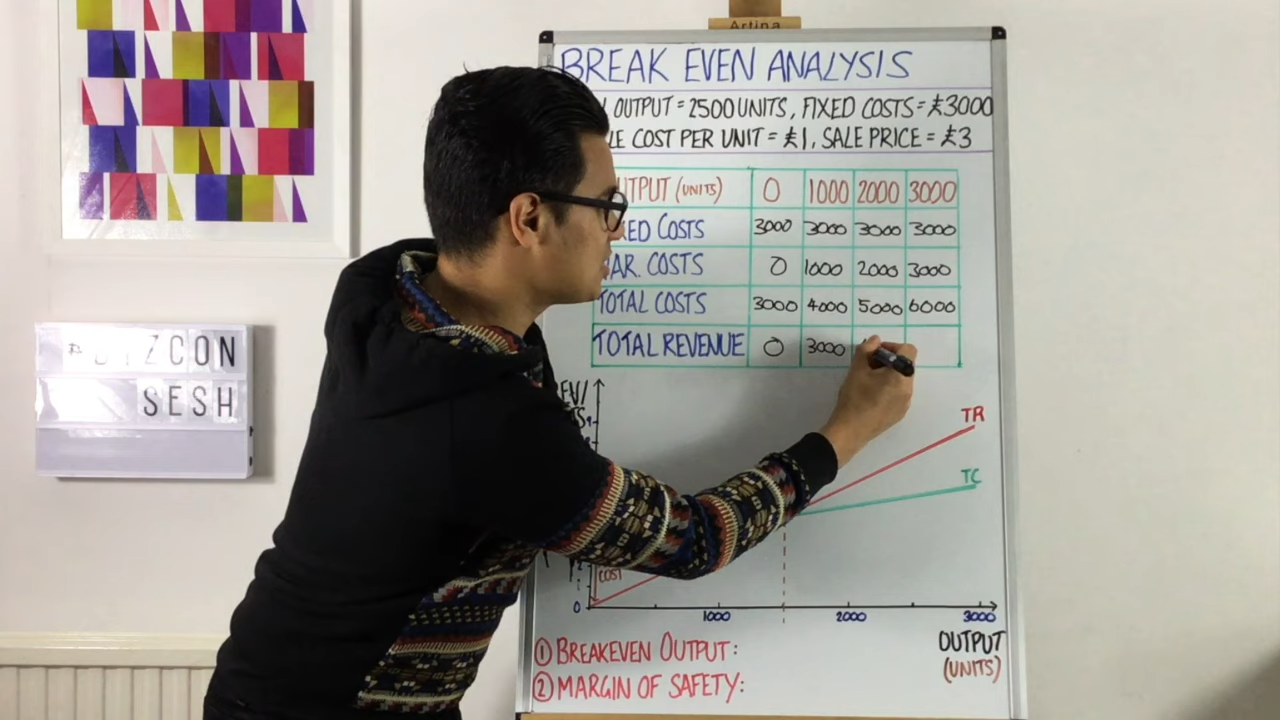 Artina
BREAK EVEN ANALYSIS
OUTPUT = 2500 UNITS, FIXED COSTS = £3000
COST PER UNIT = £1, SALE PRICE = £3
(UNITS) 0 1000 2000 3000
COSTS 3000 3000 3000 3000
COSTS 0 1000 2000 3000
TOTAL COSTS 3000 4000 5000 6000
TOTAL REVENUE 0 3000
ZCON
SESH
TR
TC
COST
0 1000 2000 3000
OUTPUT
(UNITS)
① BREAKEVEN OUTPUT:
② MARGIN OF SAFETY: